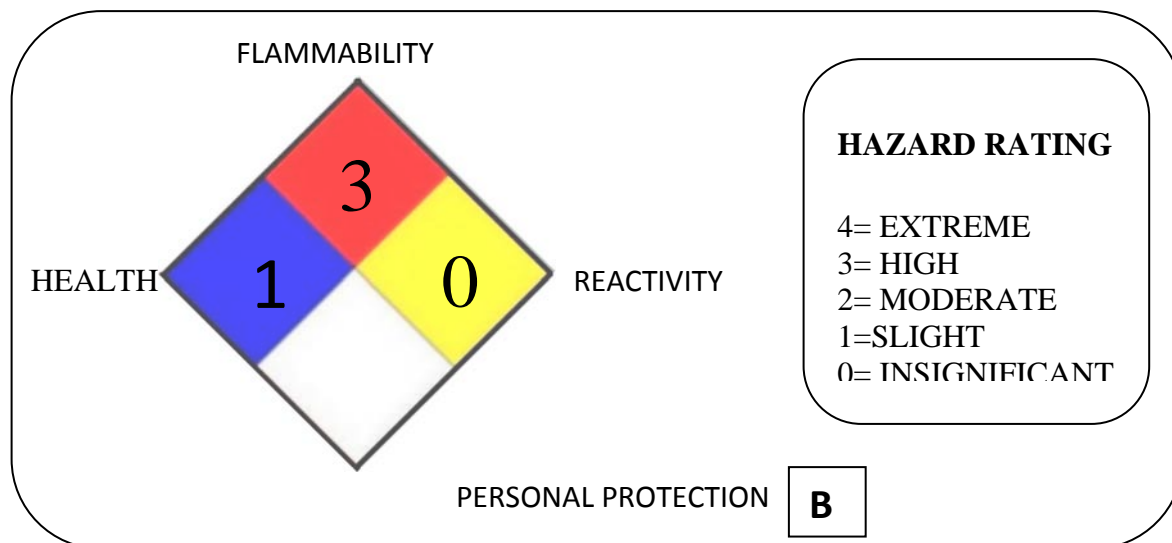 FLAMMABILITY
3
HEALTH
1
0
REACTIVITY
HAZARD RATING
4= EXTREME
3= HIGH
2= MODERATE
1=SLIGHT
0= INSIGNIFICANT
PERSONAL PROTECTION
B